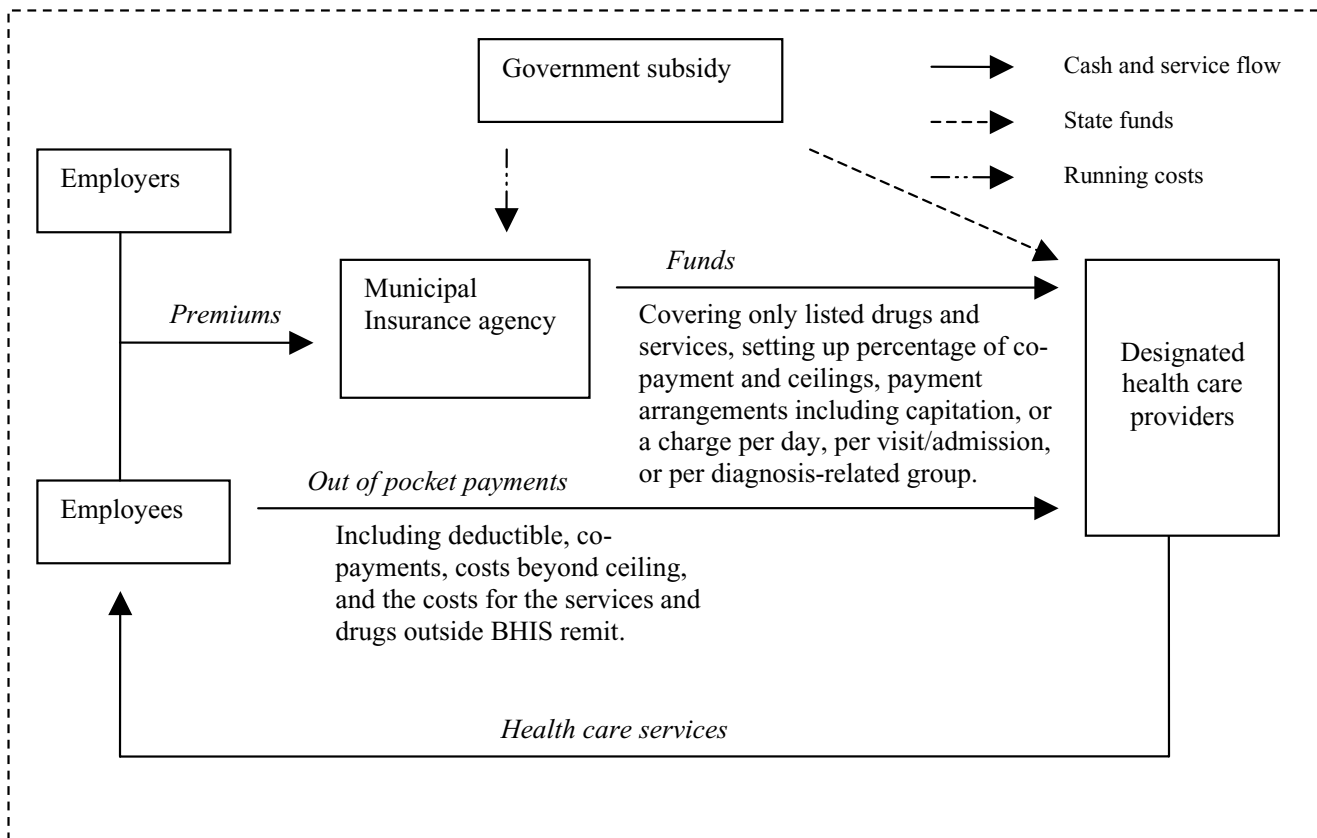 Government subsidy
Cash and service flow
State funds
Running costs
Employers
Premiums
Municipal
Insurance agency
Funds
Covering only listed drugs and
services, setting up percentage of co-
payment and ceilings, payment
arrangements including capitation, or
a charge per day, per visit/admission,
or per diagnosis-related group.
Designated
health care
providers
Employees
Out of pocket payments
Including deductible, co-
payments, costs beyond ceiling,
and the costs for the services and
drugs outside BHIS remit.
Health care services